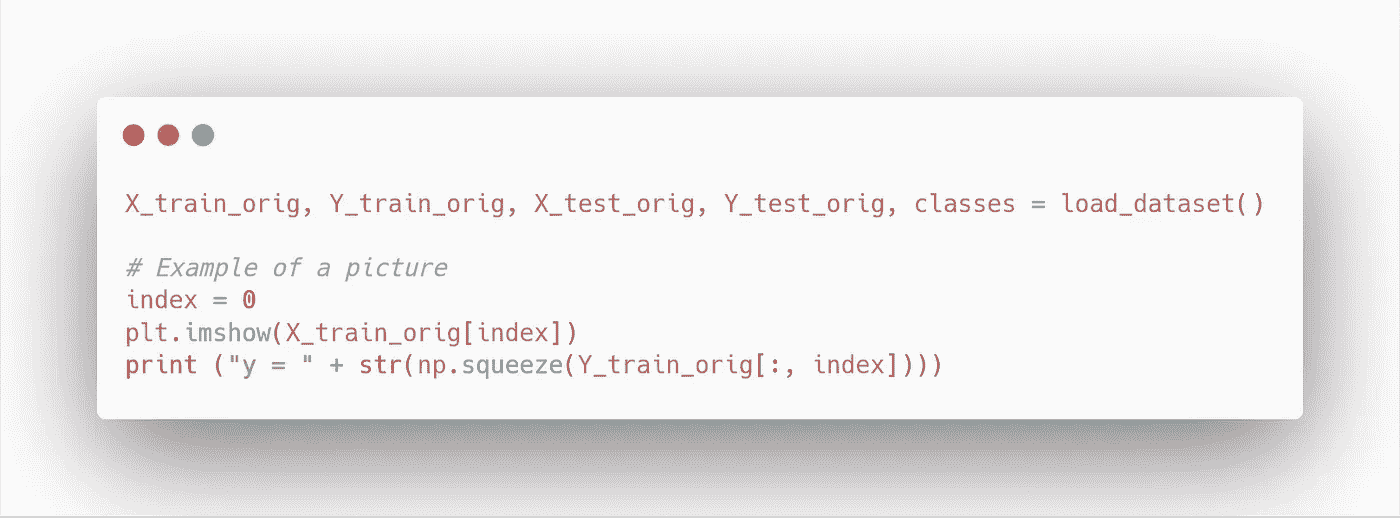 X_train_orig, Y_train_orig, X_test_orig, Y_test_orig, classes = load_dataset()
# Example of a picture
index = 0
plt.imshow(X_train_orig[index])
print ("y = " + str(np.squeeze(Y_train_orig[:, index])))